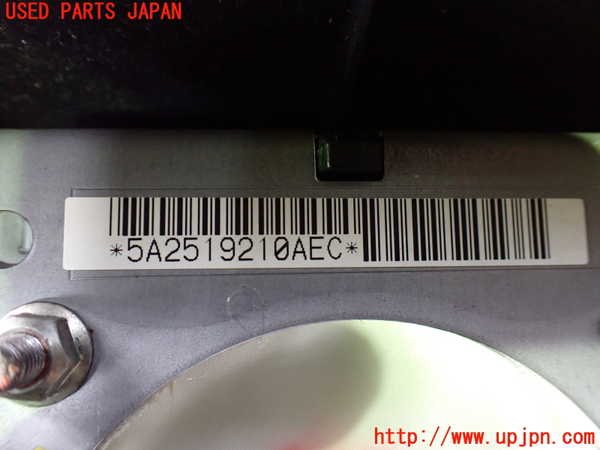 USED PARTS JAPAN
*5A2519210AEC*
http://www.upjpn.com/